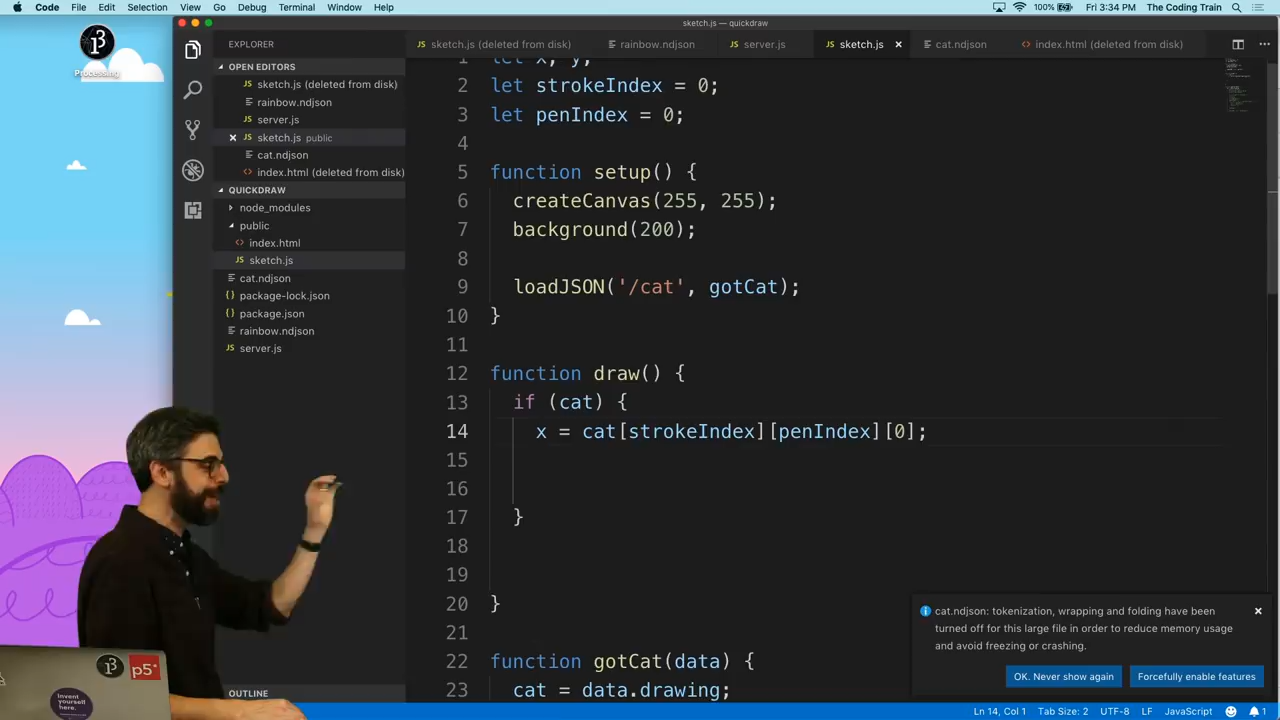 Code File Edit Selection View Go Debug Terminal Window Help
100% Fri 3:34 PM The Coding Train
sketch.js — quickdraw
Processing
EXPLORER
OPEN EDITORS
sketch.js (deleted from disk)
rainbow.ndjson
server.js
sketch.js public
cat.ndjson
index.html (deleted from disk)
QUICKDRAW
node_modules
public
index.html
sketch.js
cat.ndjson
package-lock.json
package.json
rainbow.ndjson
server.js
OUTLINE
sketch.js (deleted from disk) rainbow.ndjson server.js sketch.js cat.ndjson index.html (deleted from disk)
1 let x, y;
2 let strokeIndex = 0;
3 let penIndex = 0;
4
5 function setup() {
6 createCanvas(255, 255);
7 background(200);
8
9 loadJSON('/cat', gotCat);
10 }
11
12 function draw() {
13 if (cat) {
14 x = cat[strokeIndex][penIndex][0];
15
16
17 }
18
19
20 }
21
22 function gotCat(data) {
23 cat = data.drawing;
cat.ndjson: tokenization, wrapping and folding have been
turned off for this large file in order to reduce memory usage
and avoid freezing or crashing.
OK. Never show again Forcefully enable features
Ln 14, Col 1 Tab Size: 2 UTF-8 LF JavaScript 1
p5*
Invent
yourself
here.